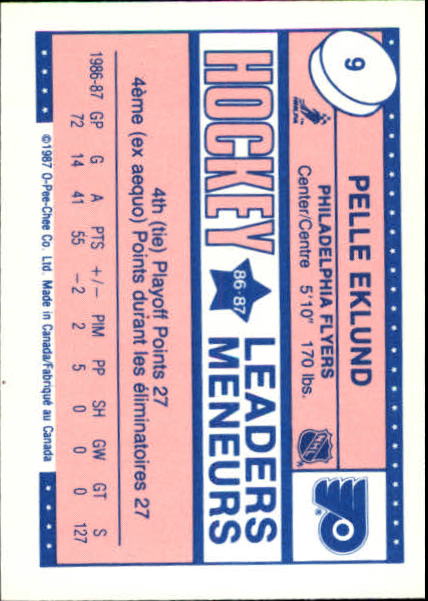 9
NHLPA
PELLE EKLUND
PHILADELPHIA FLYERS
Center/Centre 5'10" 170 lbs.
NHL
HOCKEY 86-87 LEADERS
MENEURS
4th (tie) Playoff Points 27
4ème (ex aequo) Points durant les éliminatoires 27
1986-87 GP G A PTS +/- PIM PP SH GW GT S
72 14 41 55 -2 2 5 0 0 0 127
©1987 O-Pee-Chee Co. Ltd. Made in Canada/Fabriqué au Canada